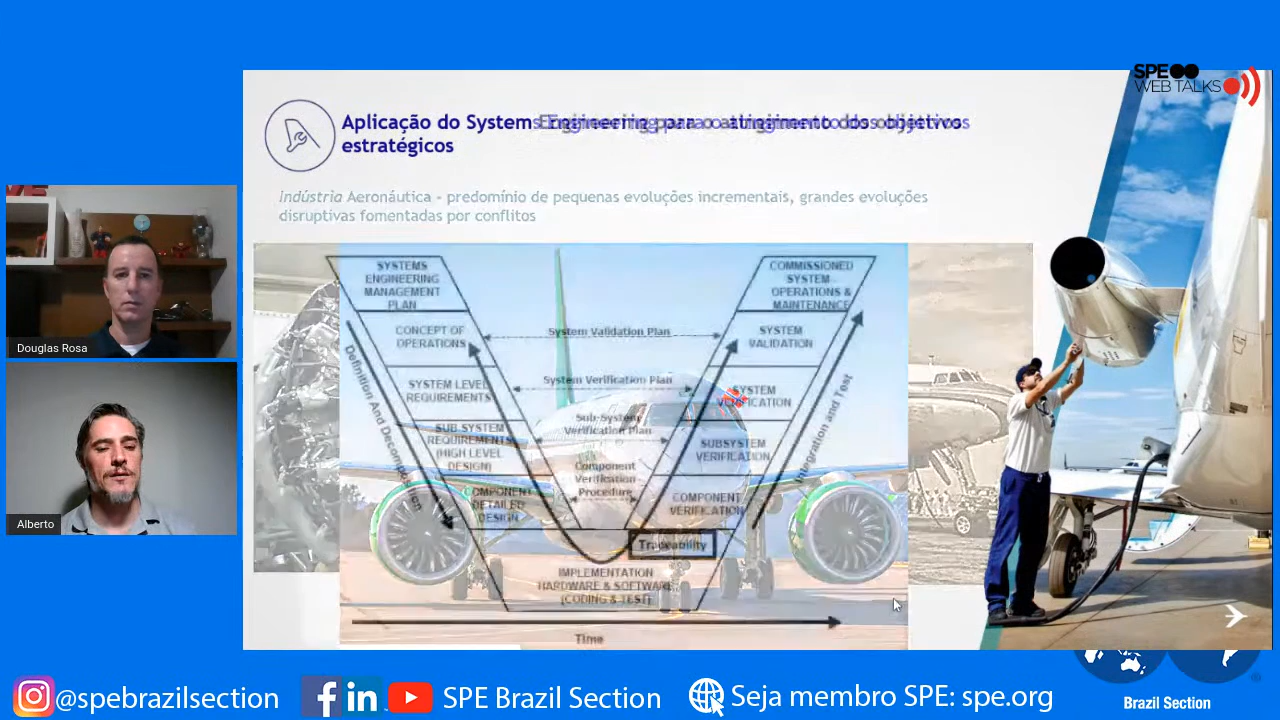 SPE
WEB TALKS
Aplicação do Systems Engineering para o atingimento dos objetivos
estratégicos
Indústria Aeronáutica - predomínio de pequenas evoluções incrementais, grandes evoluções
disruptivas fomentadas por conflitos
SYSTEMS
ENGINEERING
MANAGEMENT
PLAN
CONCEPT OF
OPERATIONS
SYSTEM LEVEL
REQUIREMENTS
SUB SYSTEM
REQUIREMENTS
(HIGH LEVEL
DESIGN)
COMPONENT
DETAILED
DESIGN
IMPLEMENTATION
HARDWARE & SOFTWARE
(CODING & TEST)
COMMISSIONED
SYSTEM
OPERATIONS &
MAINTENANCE
SYSTEM
VALIDATION
SYSTEM
VERIFICATION
SUBSYSTEM
VERIFICATION
COMPONENT
VERIFICATION
System Validation Plan
System Verification Plan
Sub-System
Verification Plan
Component
Verification
Procedure
Traceability
Definition And Decomposition
Integration and Test
Time
Douglas Rosa
Alberto
@spebrazilsection
SPE Brazil Section
Seja membro SPE: spe.org
Brazil Section